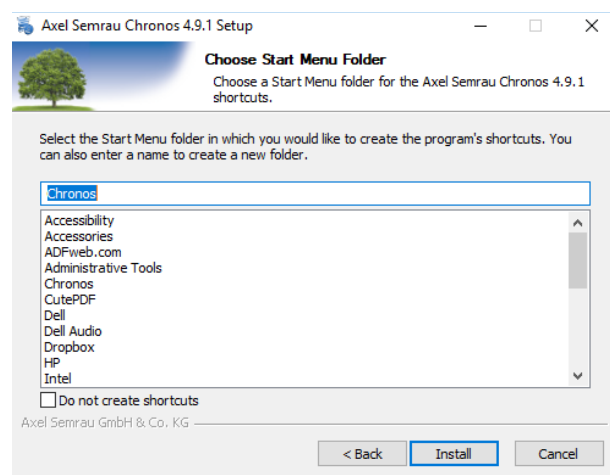 Axel Semrau Chronos 4.9.1 Setup
Choose Start Menu Folder
Choose a Start Menu folder for the Axel Semrau Chronos 4.9.1
shortcuts.
Select the Start Menu folder in which you would like to create the program's shortcuts. You
can also enter a name to create a new folder.
Chronos
Accessibility
Accessories
ADFweb.com
Administrative Tools
Chronos
CutePDF
Dell
Dell Audio
Dropbox
HP
Intel
Do not create shortcuts
Axel Semrau GmbH & Co. KG
< Back Install Cancel